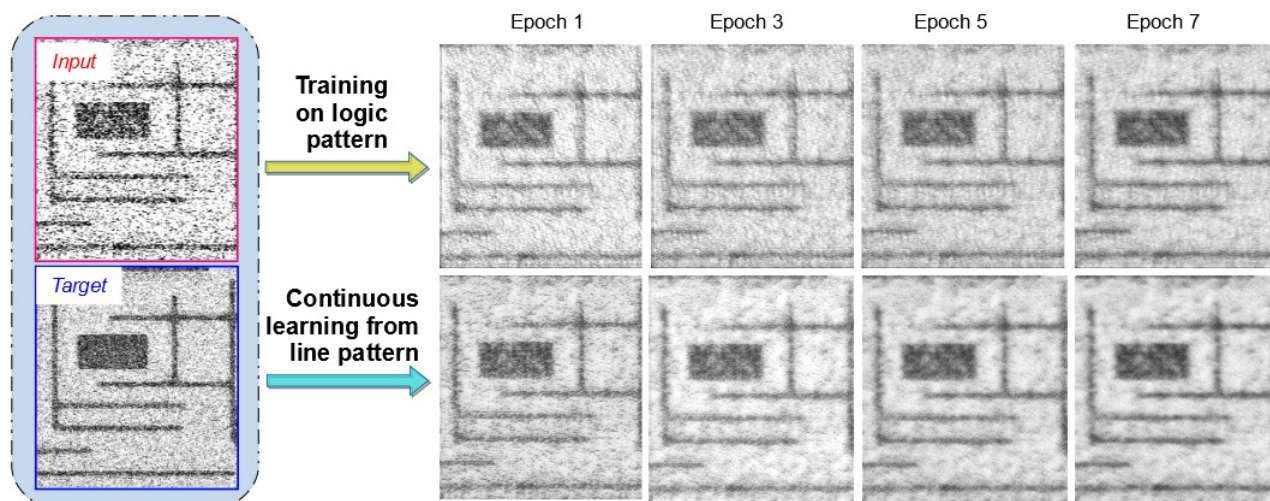 Epoch 1
Epoch 3
Epoch 5
Epoch 7
Input
Training
on logic
pattern
Target
Continuous
learning from
line pattern